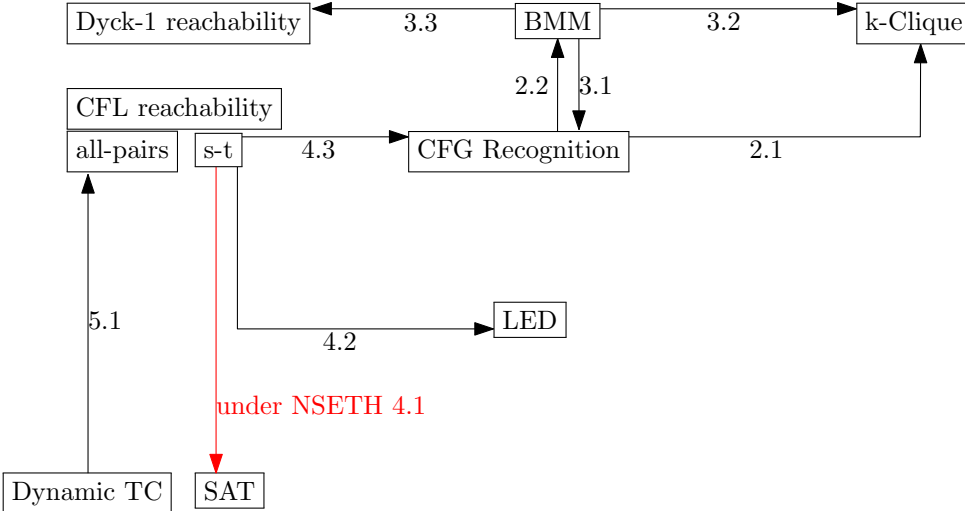 Dyck-1 reachability
3.3
BMM
3.2
k-Clique
2.2
3.1
CFL reachability
all-pairs
s-t
4.3
CFG Recognition
2.1
5.1
LED
4.2
under NSETH 4.1
Dynamic TC
SAT